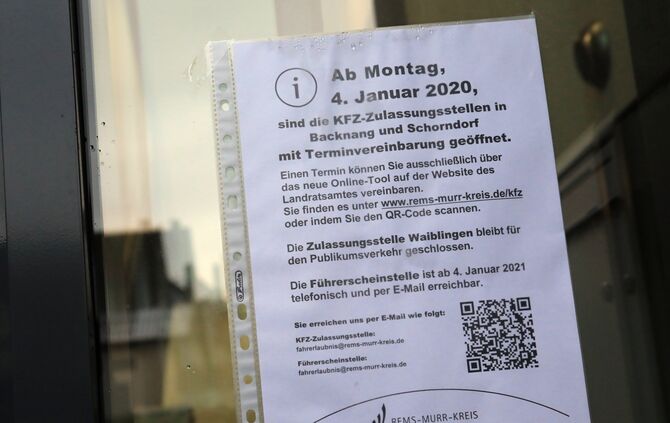 i
Ab Montag,
4. Januar 2020,
sind die KFZ-Zulassungsstellen in
Backnang und Schorndorf
mit Terminvereinbarung geöffnet.
Einen Termin können Sie ausschließlich über
das neue Online-Tool auf der Website des
Landratsamtes vereinbaren.
Sie finden es unter www.rems-murr-kreis.de/kfz
oder indem Sie den QR-Code scannen.
Die Zulassungsstelle Waiblingen bleibt für
den Publikumsverkehr geschlossen.
Die Führerscheinstelle ist ab 4. Januar 2021
telefonisch und per E-Mail erreichbar.
Sie erreichen uns per E-Mail wie folgt:
KFZ-Zulassungsstelle:
fahrerlaubnis@rems-murr-kreis.de
Führerscheinstelle:
fahrerlaubnis@rems-murr-kreis.de
REMS-MURR-KREIS